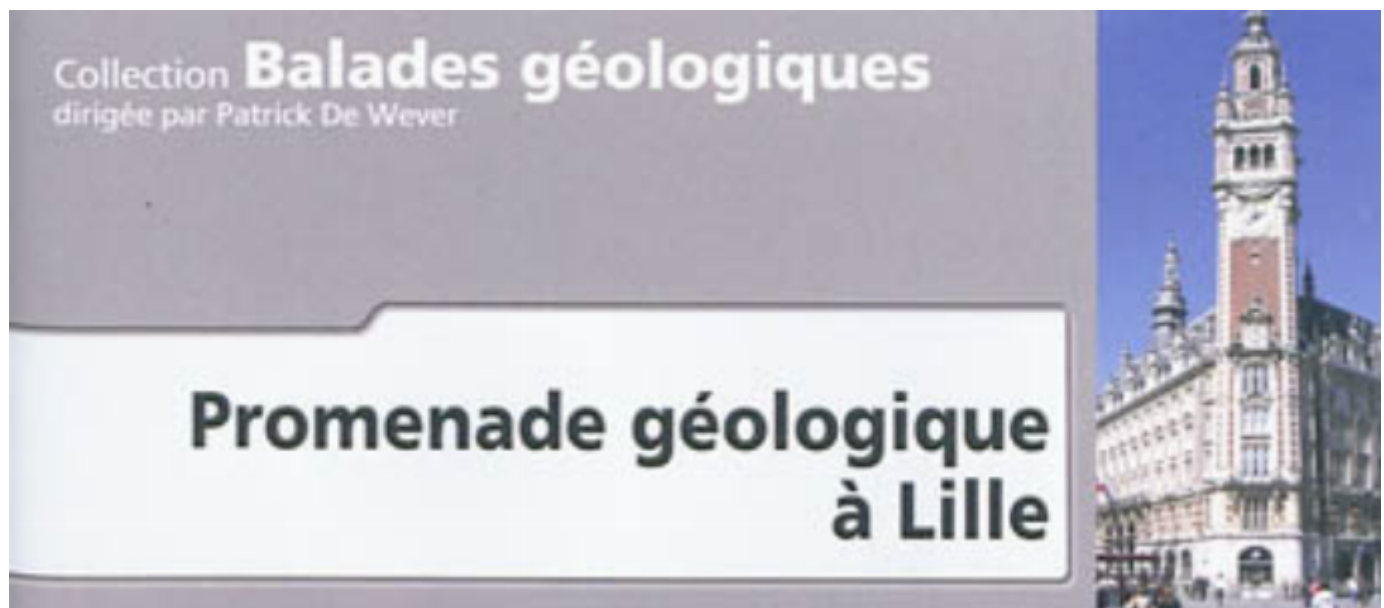 Collection Balades géologiques
dirigée par Patrick De Wever
Promenade géologique
à Lille